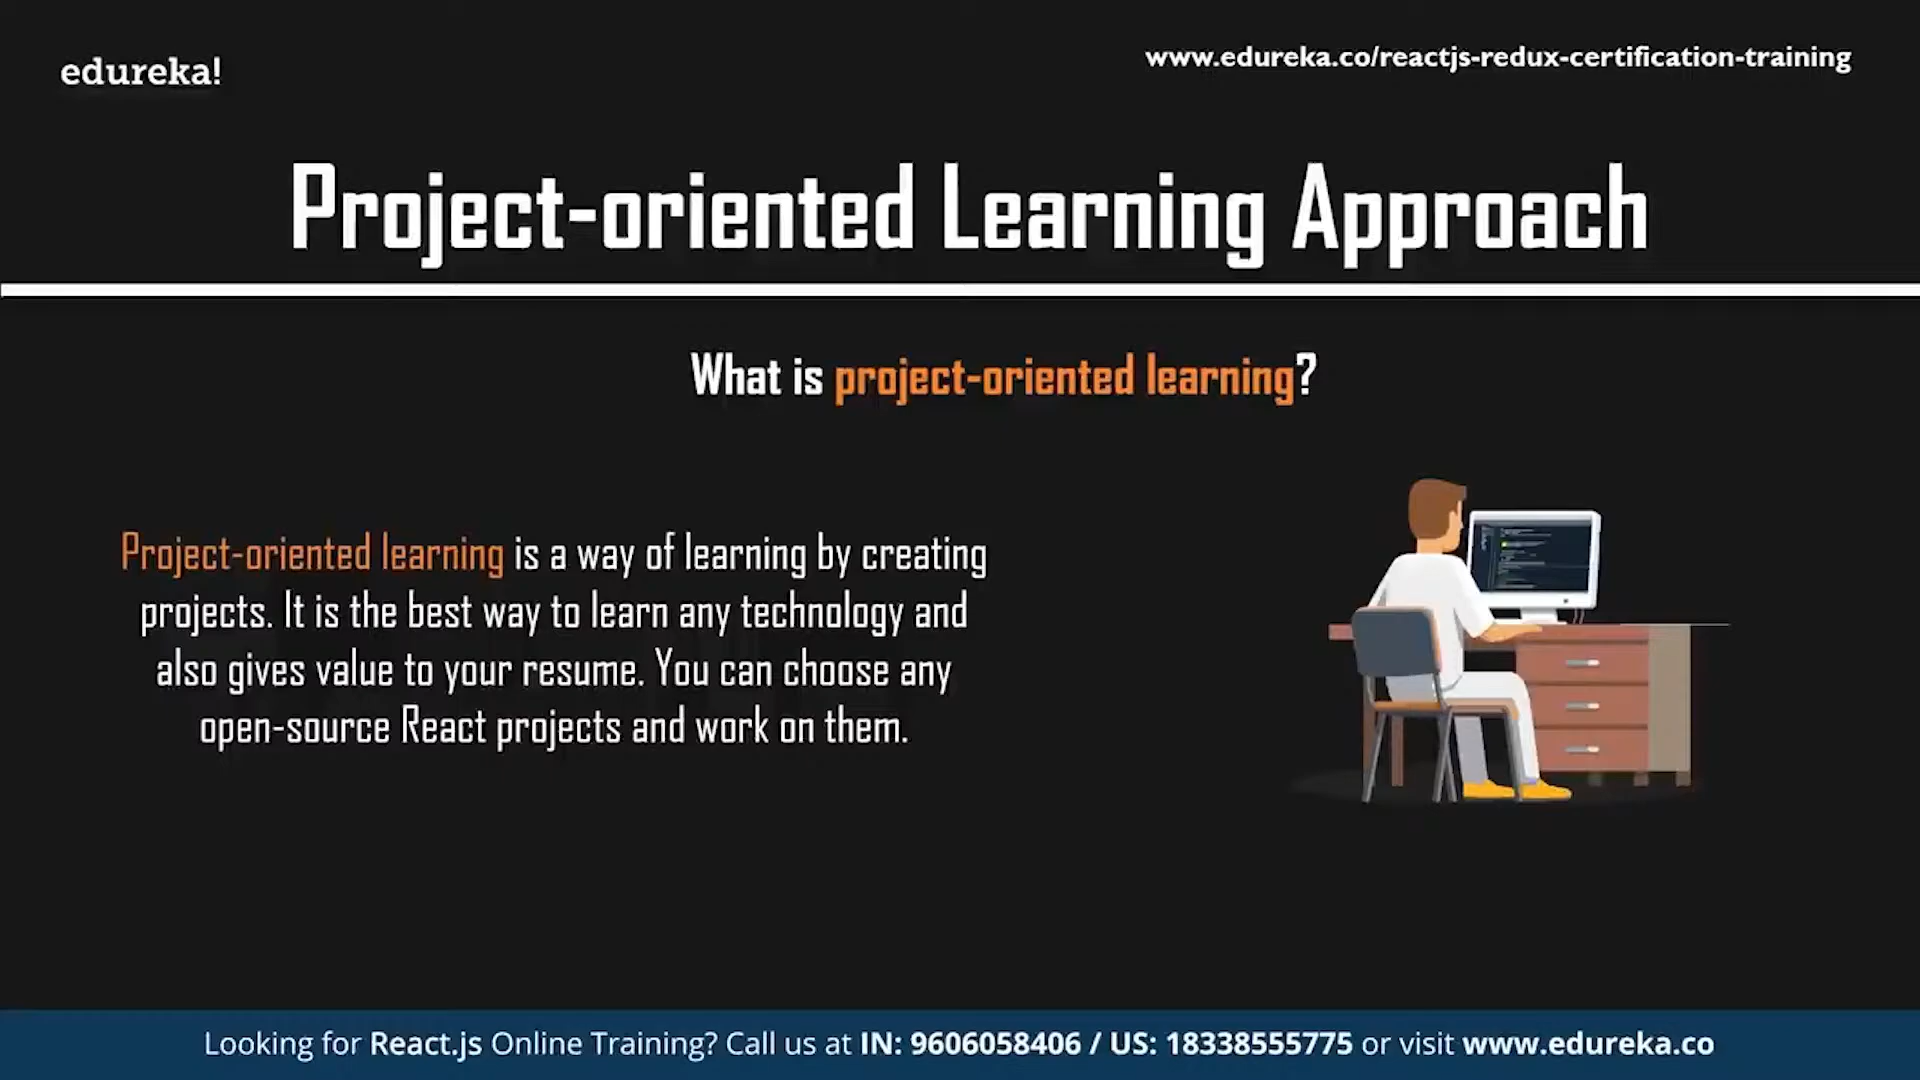 edureka!
www.edureka.co/reactjs-redux-certification-training
Project-oriented Learning Approach
What is project-oriented learning?
Project-oriented learning is a way of learning by creating
projects. It is the best way to learn any technology and
also gives value to your resume. You can choose any
open-source React projects and work on them.
Looking for React.js Online Training? Call us at IN: 9606058406 / US: 18338555775 or visit www.edureka.co